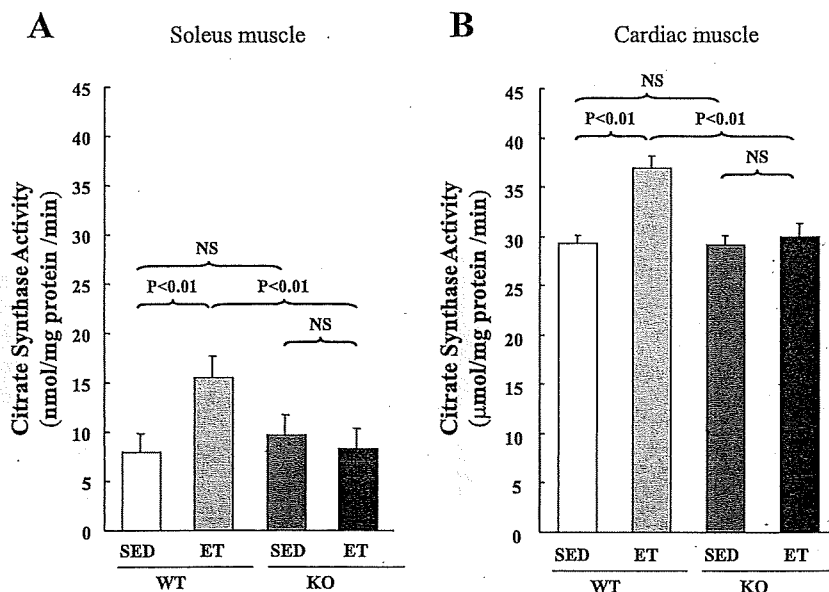 A Soleus muscle
Citrate Synthase Activity
(nmol/mg protein /min)
45
40
35
30
25
20
15
10
5
0
NS
P<0.01 P<0.01
NS
SED ET SED ET
WT KO
B Cardiac muscle
Citrate Synthase Activity
(μmol/mg protein /min)
45
40
35
30
25
20
15
10
5
0
NS
P<0.01 P<0.01
NS
SED ET SED ET
WT KO